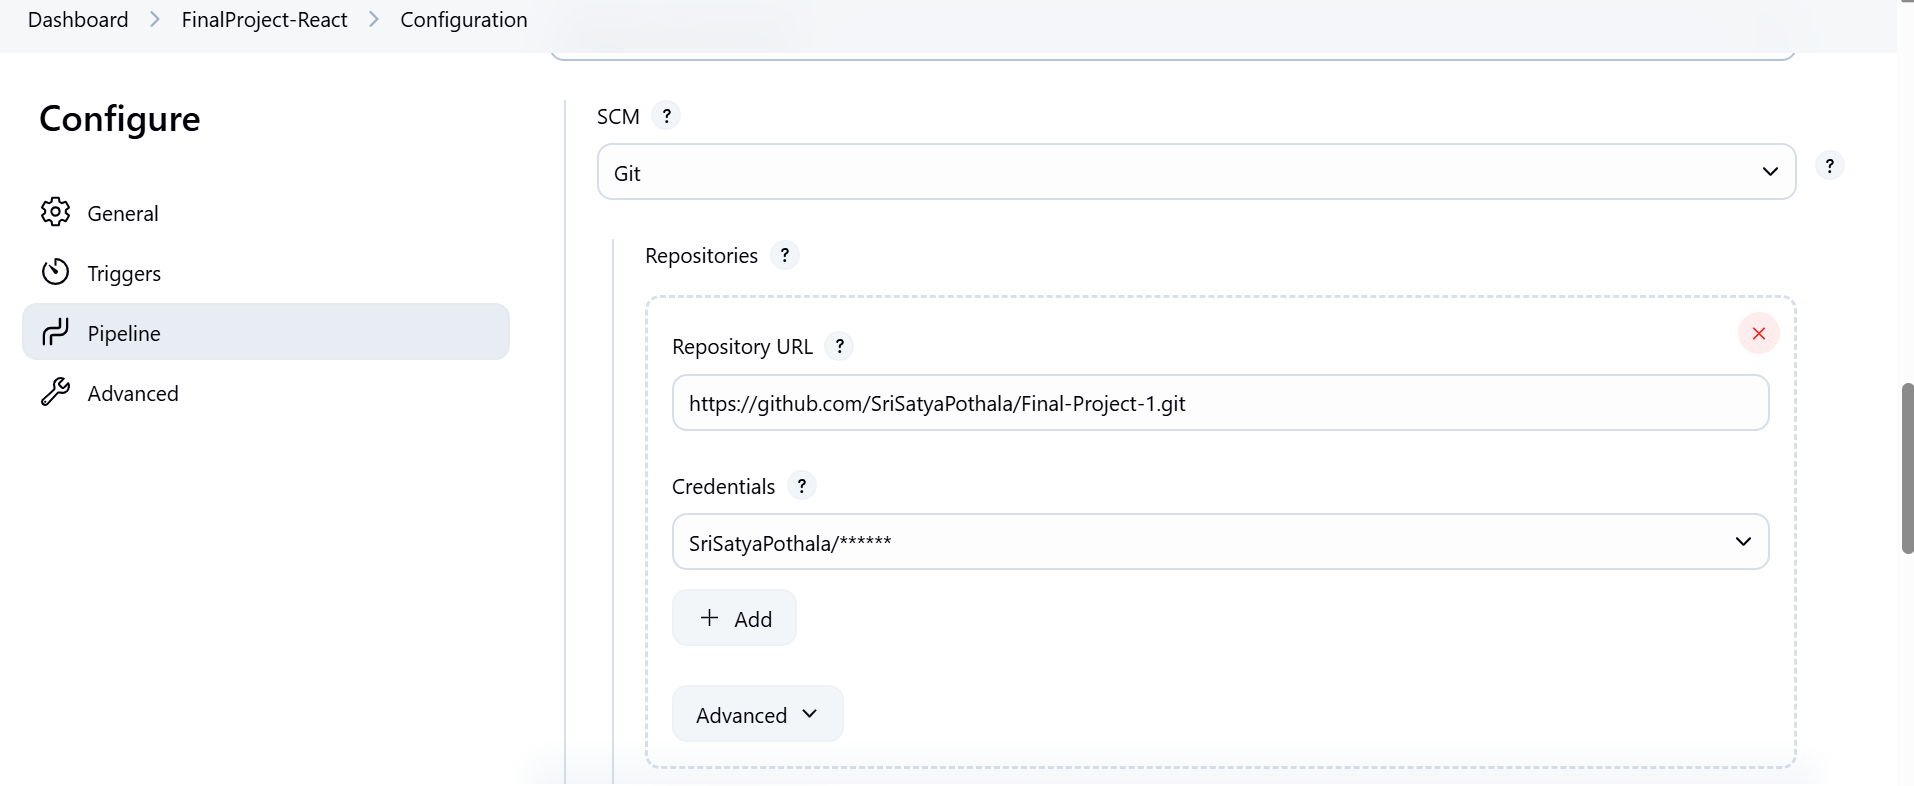 Dashboard > FinalProject-React > Configuration
Configure
General
Triggers
Pipeline
Advanced
SCM ?
Git
?
Repositories ?
Repository URL ?
https://github.com/SriSatyaPothala/Final-Project-1.git
Credentials ?
SriSatyaPothala/******
+ Add
Advanced